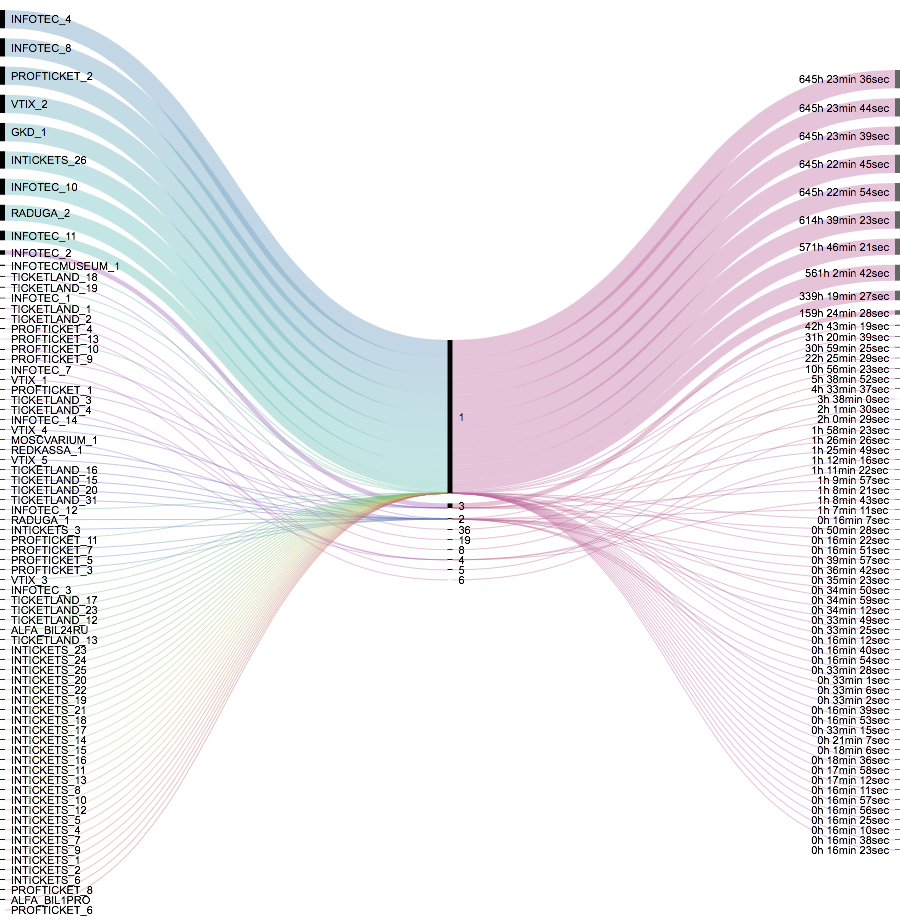 INFOTEC_4
INFOTEC_8
PROFTICKET_2
VTIX_2
GKD_1
INTICKETS_26
INFOTEC_10
RADUGA_2
INFOTEC_11
INFOTEC_2
INFOTECMUSEUM_1
TICKETLAND_18
TICKETLAND_19
INFOTEC_1
TICKETLAND_1
TICKETLAND_2
PROFTICKET_4
PROFTICKET_13
PROFTICKET_10
PROFTICKET_9
INFOTEC_7
VTIX_1
PROFTICKET_1
TICKETLAND_3
TICKETLAND_4
INFOTEC_14
VTIX_4
MOSCVARIUM_1
REDKASSA_1
VTIX_5
TICKETLAND_16
TICKETLAND_15
TICKETLAND_20
TICKETLAND_31
INFOTEC_12
RADUGA_1
INTICKETS_3
PROFTICKET_11
PROFTICKET_7
PROFTICKET_5
PROFTICKET_3
VTIX_3
INFOTEC_3
TICKETLAND_17
TICKETLAND_23
TICKETLAND_12
ALFA_BIL24RU
TICKETLAND_13
INTICKETS_23
INTICKETS_24
INTICKETS_25
INTICKETS_20
INTICKETS_22
INTICKETS_19
INTICKETS_21
INTICKETS_18
INTICKETS_17
INTICKETS_14
INTICKETS_15
INTICKETS_16
INTICKETS_11
INTICKETS_13
INTICKETS_8
INTICKETS_10
INTICKETS_12
INTICKETS_5
INTICKETS_4
INTICKETS_7
INTICKETS_9
INTICKETS_1
INTICKETS_2
INTICKETS_6
PROFTICKET_8
ALFA_BIL1PRO
PROFTICKET_6
1
3
2
36
19
8
4
5
6
645h 23min 36sec
645h 23min 44sec
645h 23min 39sec
645h 22min 45sec
645h 22min 54sec
614h 39min 23sec
571h 46min 21sec
561h 2min 42sec
339h 19min 27sec
159h 24min 28sec
42h 43min 19sec
31h 20min 39sec
30h 59min 25sec
22h 25min 29sec
10h 56min 23sec
5h 38min 52sec
4h 33min 37sec
3h 38min 0sec
2h 1min 30sec
2h 0min 29sec
1h 58min 23sec
1h 26min 26sec
1h 25min 49sec
1h 12min 16sec
1h 11min 22sec
1h 9min 57sec
1h 8min 21sec
1h 8min 43sec
1h 7min 11sec
0h 16min 7sec
0h 50min 28sec
0h 16min 22sec
0h 16min 51sec
0h 39min 57sec
0h 36min 42sec
0h 35min 23sec
0h 34min 50sec
0h 34min 59sec
0h 34min 12sec
0h 33min 49sec
0h 33min 25sec
0h 16min 12sec
0h 16min 40sec
0h 16min 54sec
0h 33min 28sec
0h 33min 1sec
0h 33min 6sec
0h 33min 2sec
0h 16min 39sec
0h 16min 53sec
0h 33min 15sec
0h 21min 7sec
0h 18min 6sec
0h 18min 36sec
0h 17min 58sec
0h 17min 12sec
0h 16min 11sec
0h 16min 57sec
0h 16min 56sec
0h 16min 25sec
0h 16min 10sec
0h 16min 38sec
0h 16min 23sec